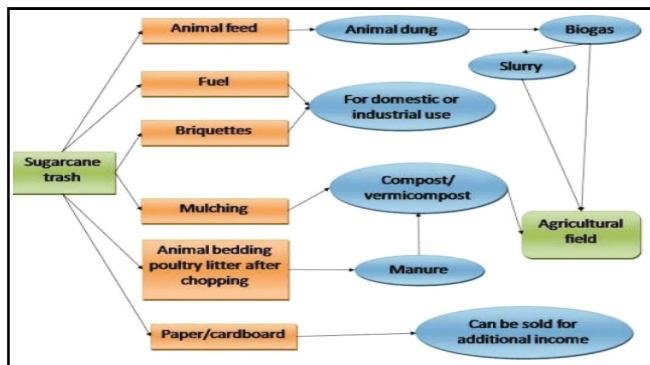 Animal feed
Animal dung
Biogas
Slurry
Fuel
For domestic or
industrial use
Briquettes
Sugarcane
trash
Compost/
vermicompost
Mulching
Agricultural
field
Animal bedding
poultry litter after
chopping
Manure
Paper/cardboard
Can be sold for
additional income